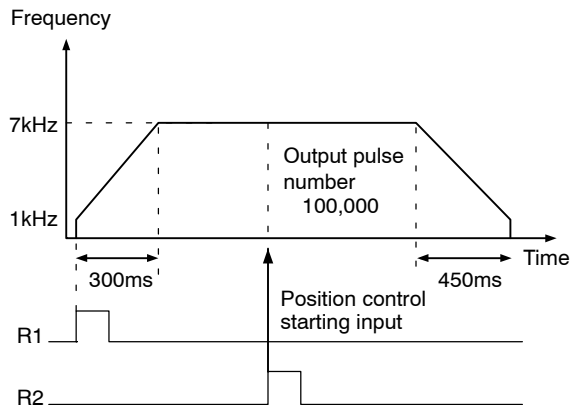 Frequency
7kHz
Output pulse
number
100,000
1kHz
Time
300ms
450ms
Position control
starting input
R1
R2